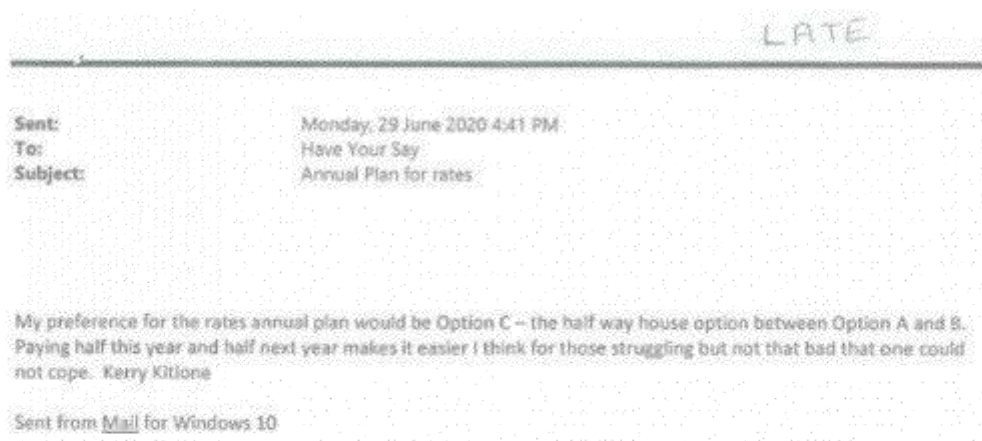 LATE
Sent: Monday, 29 June 2020 4:41 PM
To: Have Your Say
Subject: Annual Plan for rates
My preference for the rates annual plan would be Option C – the half way house option between Option A and B.
Paying half this year and half next year makes it easier I think for those struggling but not that bad that one could
not cope. Kerry Kitione
Sent from Mail for Windows 10